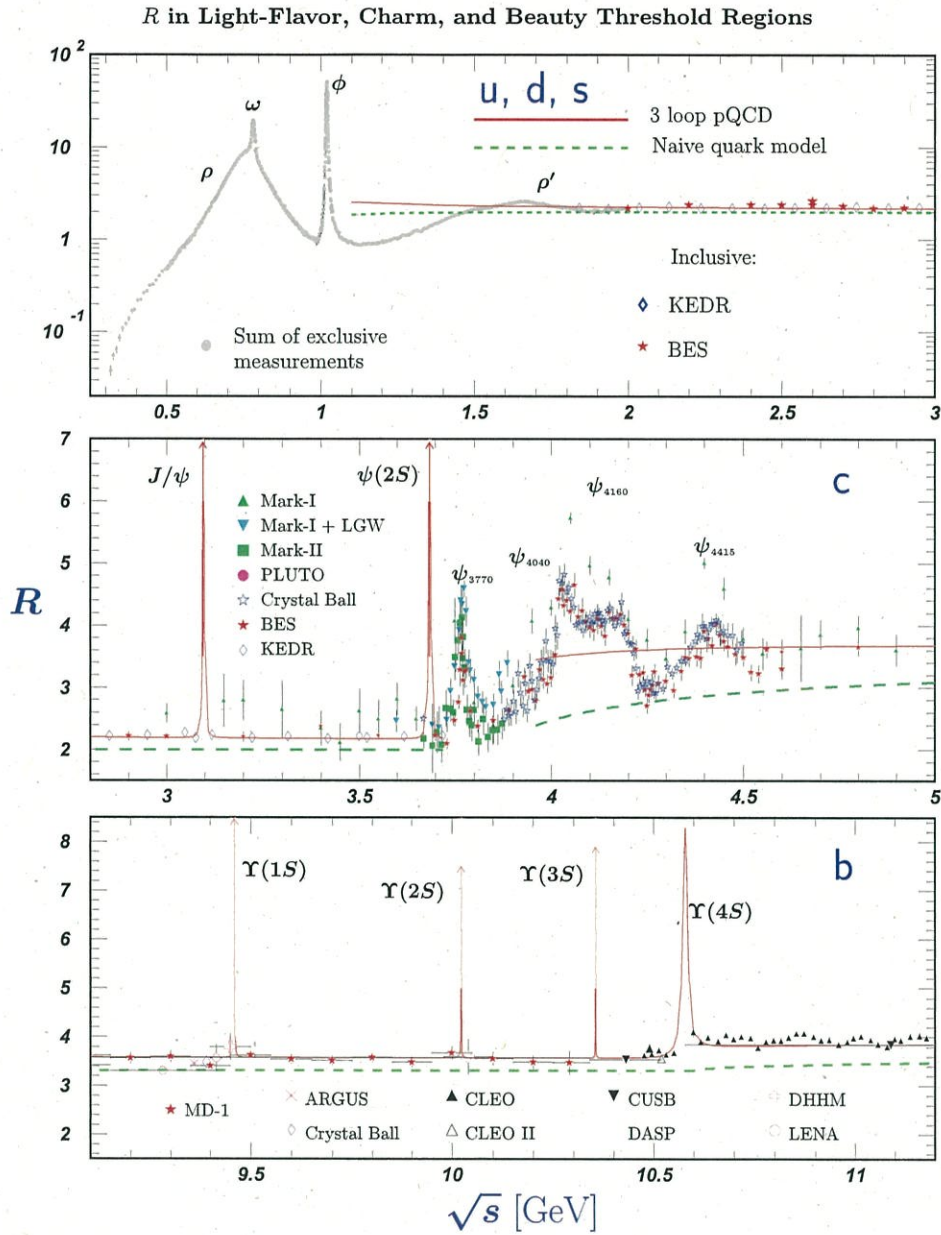 R in Light-Flavor, Charm, and Beauty Threshold Regions
10 2
10
1
10 -1
ρ
ω
ϕ
u, d, s
3 loop pQCD
Naive quark model
ρ′
Inclusive:
KEDR
BES
Sum of exclusive
measurements
0.5 1 1.5 2 2.5 3
R
7
6
5
4
3
2
J/ψ
ψ(2S)
c
Mark-I
Mark-I + LGW
Mark-II
PLUTO
Crystal Ball
BES
KEDR
ψ3770
ψ4040
ψ4160
ψ4415
3 3.5 4 4.5 5
8
7
6
5
4
3
2
ϒ(1S)
ϒ(2S)
ϒ(3S)
ϒ(4S)
b
MD-1
ARGUS
CLEO
CUSB
DHHM
Crystal Ball
CLEO II
DASP
LENA
9.5 10 10.5 11
√s [GeV]